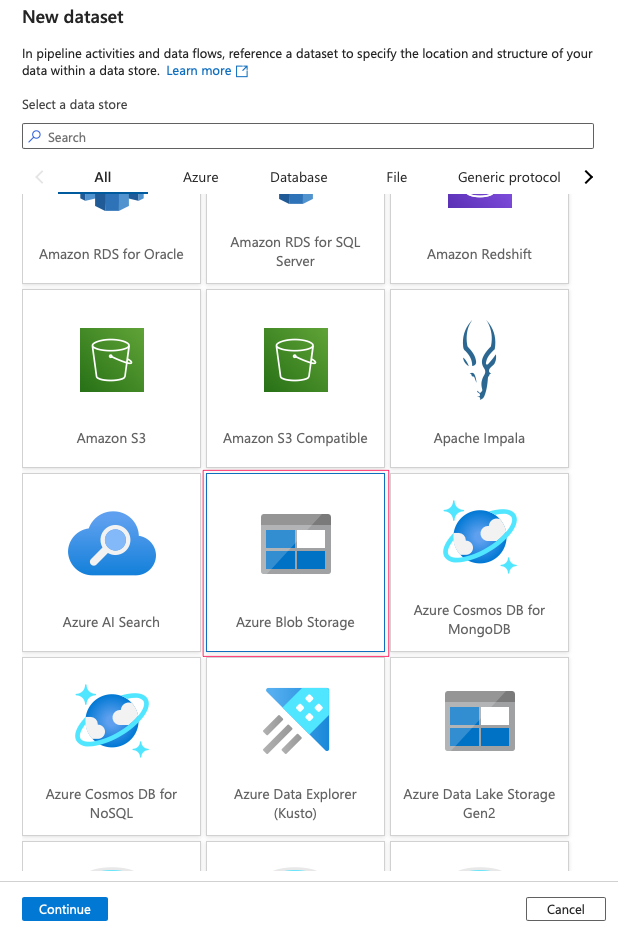 New dataset
In pipeline activities and data flows, reference a dataset to specify the location and structure of your
data within a data store. Learn more
Select a data store
Search
All
Azure
Database
File
Generic protocol
Amazon RDS for Oracle
Amazon RDS for SQL
Server
Amazon Redshift
Amazon S3
Amazon S3 Compatible
Apache Impala
Azure AI Search
Azure Blob Storage
Azure Cosmos DB for
MongoDB
Azure Cosmos DB for
NoSQL
Azure Data Explorer
(Kusto)
Azure Data Lake Storage
Gen2
Continue
Cancel